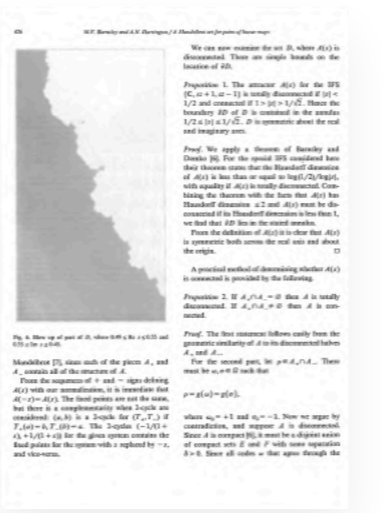 M.F. Barnsley and A.N. Harrington / A Mandelbrot set for pairs of linear maps
We can now examine the set D, where A(s) is
disconnected. There are simple bounds on the
location of ∂D.
Proposition 1. The attractor A(s) for the IFS
{C, sz + 1, sz − 1} is totally disconnected if |s| <
1/2 and connected if 1 > |s| > 1/√2. Hence the
boundary ∂D of D is contained in the annulus
1/2 ≤ |s| ≤ 1/√2. D is symmetric about the real
and imaginary axes.
Proof. We apply a theorem of Barnsley and
Demko [6]. For the special IFS considered here
their theorem states that the Hausdorff dimension
of A(s) is less than or equal to log(1/2)/log|s|,
with equality if A(s) is totally disconnected. Com-
bining the theorem with the facts that A(s) has
Hausdorff dimension ≤ 2 and A(s) must be dis-
connected if its Hausdorff dimension is less than 1,
we find that ∂D lies in the stated annulus.
From the definition of A(s) it is clear that A(s)
is symmetric both across the real axis and about
the origin. □
A practical method of determining whether A(s)
is connected is provided by the following.
Proposition 2. If A₊∩A₋ = ∅ then A is totally
disconnected. If A₊∩A₋ ≠ ∅ then A is con-
nected.
Proof. The first statement follows easily from the
geometric similarity of A to its disconnected halves
A₊ and A₋.
For the second part, let p ∈ A₊∩A₋. There
must be ω, σ ∈ Ω such that
p = g(ω) = g(σ),
where ω₀ = +1 and σ₀ = −1. Now we argue by
contradiction, and suppose A is disconnected.
Since A is compact [6], it must be a disjoint union
of compact sets E and F with some separation
δ > 0. Since all codes ω that agree through the
Fig. 6. Blow up of part of D, where
Mandelbrot [7], since each of the pieces A₊ and
A₋ contain all of the structure of A.
From the sequences of + and − signs defining
A(s) with our normalization, it is immediate that
A(−s) = A(s). The fixed points are not the same,
but there is a complementarity when 2-cycle are
considered: (a, b) is a 2-cycle for (T₊, T₋) if
T₊(a) = b, T₋(b) = a. The 2-cycles (−1/(1+
s), +1/(1+s)) for the given system contains the
fixed points for the system with s replaced by −s,
and vice-versa.